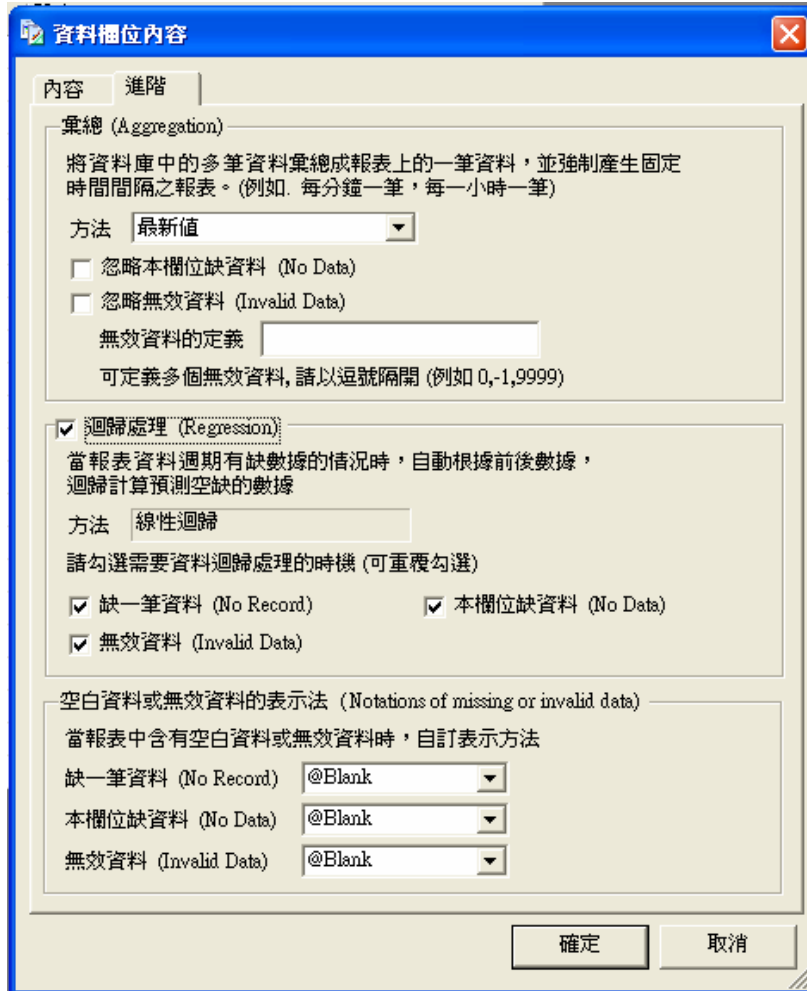 資料欄位內容
內容 進階
彙總 (Aggregation)
將資料庫中的多筆資料彙總成報表上的一筆資料，並強制產生固定
時間間隔之報表。(例如. 每分鐘一筆，每一小時一筆)
方法 最新值
忽略本欄位缺資料 (No Data)
忽略無效資料 (Invalid Data)
無效資料的定義
可定義多個無效資料, 請以逗號隔開 (例如 0,-1,9999)
迴歸處理 (Regression)
當報表資料週期有缺數據的情況時，自動根據前後數據，
迴歸計算預測空缺的數據
方法 線性迴歸
請勾選需要資料迴歸處理的時機 (可重覆勾選)
缺一筆資料 (No Record) 本欄位缺資料 (No Data)
無效資料 (Invalid Data)
空白資料或無效資料的表示法 (Notations of missing or invalid data)
當報表中含有空白資料或無效資料時，自訂表示方法
缺一筆資料 (No Record) @Blank
本欄位缺資料 (No Data) @Blank
無效資料 (Invalid Data) @Blank
確定 取消